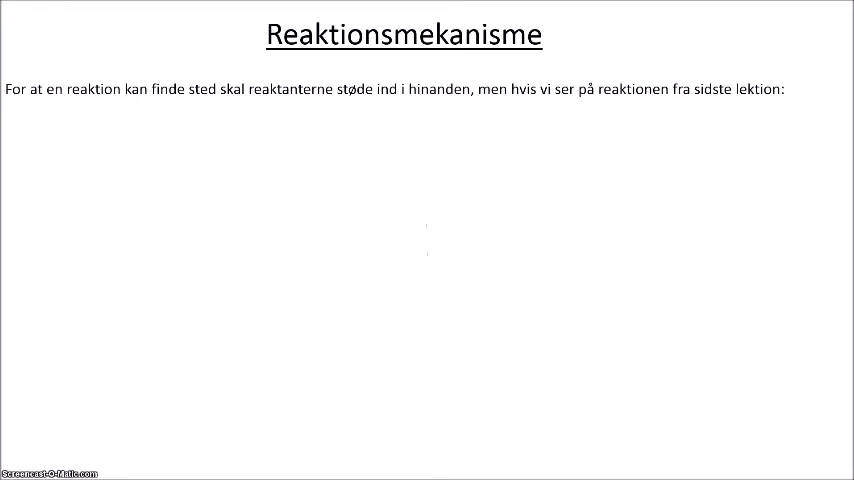 Reaktionsmekanisme
For at en reaktion kan finde sted skal reaktanterne støde ind i hinanden, men hvis vi ser på reaktionen fra sidste lektion:
Screencast-O-Matic.com